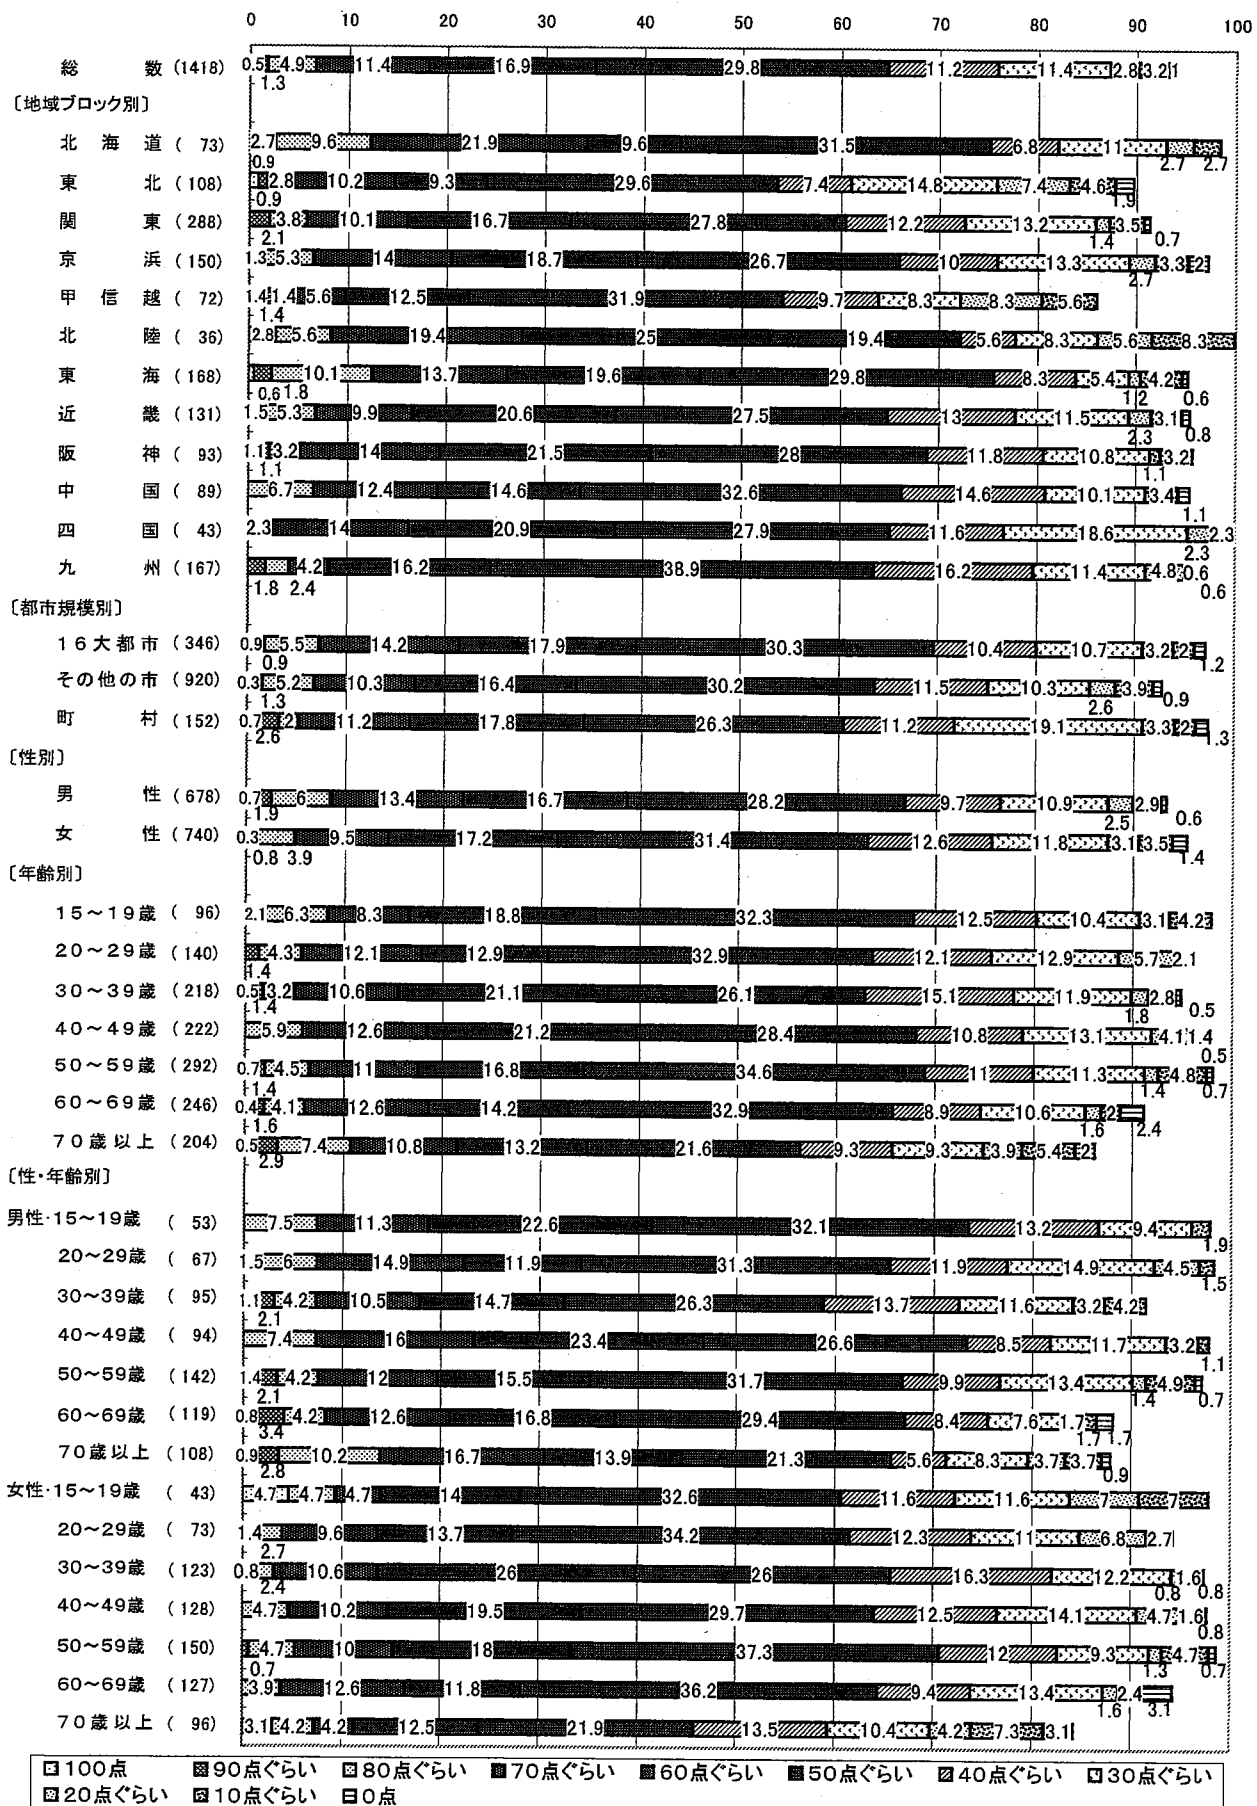 0 10 20 30 40 50 60 70 80 90 100
総 数 (1418) 0.5 4.9 11.4 16.9 29.8 11.2 11.4 2.8 3.2 1
1.3
〔地域ブロック別〕
北 海 道 ( 73) 2.7 9.6 21.9 9.6 31.5 6.8 11
2.7 2.7
0.9
東 北 (108) 2.8 10.2 9.3 29.6 7.4 14.8 7.4 4.6
0.9 1.9
関 東 (288) 3.8 10.1 16.7 27.8 12.2 13.2 3.5
2.1 1.4 0.7
京 浜 (150) 1.3 5.3 14 18.7 26.7 10 13.3 3.3 2
2.7
甲 信 越 ( 72) 1.4 1.4 5.6 12.5 31.9 9.7 8.3 8.3 5.6
1.4
北 陸 ( 36) 2.8 5.6 19.4 25 19.4 5.6 8.3 5.6 8.3
東 海 (168) 10.1 13.7 19.6 29.8 8.3 5.4 4.2
0.6 1.8 1.2 0.6
近 畿 (131) 1.5 5.3 9.9 20.6 27.5 13 11.5 3.1
2.3 0.8
阪 神 ( 93) 1.1 3.2 14 21.5 28 11.8 10.8 3.2
1.1 1.1
中 国 ( 89) 6.7 12.4 14.6 32.6 14.6 10.1 3.4
1.1
四 国 ( 43) 2.3 14 20.9 27.9 11.6 18.6 2.3
2.3
九 州 (167) 4.2 16.2 38.9 16.2 11.4 4.8 0.6
1.8 2.4 0.6
〔都市規模別〕
16大都市 (346) 0.9 5.5 14.2 17.9 30.3 10.4 10.7 3.2 2
0.9 1.2
その他の市 (920) 0.3 5.2 10.3 16.4 30.2 11.5 10.3 3.9
1.3 2.6 0.9
町 村 (152) 0.7 2 11.2 17.8 26.3 11.2 19.1 3.3 2
2.6 1.3
〔性別〕
男 性 (678) 0.7 6 13.4 16.7 28.2 9.7 10.9 2.9
1.9 2.5 0.6
女 性 (740) 0.3 9.5 17.2 31.4 12.6 11.8 3.1 3.5
0.8 3.9 1.4
〔年齢別〕
15～19歳 ( 96) 2.1 6.3 8.3 18.8 32.3 12.5 10.4 3.1 4.2
20～29歳 (140) 4.3 12.1 12.9 32.9 12.1 12.9 5.7 2.1
1.4
30～39歳 (218) 0.5 3.2 10.6 21.1 26.1 15.1 11.9 2.8
1.4 1.8 0.5
40～49歳 (222) 5.9 12.6 21.2 28.4 10.8 13.1 4.1 1.4
0.5
50～59歳 (292) 0.7 4.5 11 16.8 34.6 11 11.3 4.8
1.4 1.4 0.7
60～69歳 (246) 0.4 4.1 12.6 14.2 32.9 8.9 10.6 2
1.6 1.6 2.4
70歳以上 (204) 0.5 7.4 10.8 13.2 21.6 9.3 9.3 3.9 5.4 2
2.9
〔性・年齢別〕
男性・15～19歳 ( 53) 7.5 11.3 22.6 32.1 13.2 9.4
1.9
20～29歳 ( 67) 1.5 6 14.9 11.9 31.3 11.9 14.9 4.5
1.5
30～39歳 ( 95) 1.1 4.2 10.5 14.7 26.3 13.7 11.6 3.2 4.2
2.1
40～49歳 ( 94) 7.4 16 23.4 26.6 8.5 11.7 3.2
1.1
50～59歳 (142) 1.4 4.2 12 15.5 31.7 9.9 13.4 4.9
2.1 1.4 0.7
60～69歳 (119) 0.8 4.2 12.6 16.8 29.4 8.4 7.6 1.7
3.4 1.7 1.7
70歳以上 (108) 0.9 10.2 16.7 13.9 21.3 5.6 8.3 3.7 3.7
2.8 0.9
女性・15～19歳 ( 43) 4.7 4.7 4.7 14 32.6 11.6 11.6 7 7
20～29歳 ( 73) 1.4 9.6 13.7 34.2 12.3 11 6.8 2.7
2.7
30～39歳 (123) 0.8 10.6 26 26 16.3 12.2 1.6
2.4 0.8 0.8
40～49歳 (128) 4.7 10.2 19.5 29.7 12.5 14.1 4.7 1.6
0.8
50～59歳 (150) 4.7 10 18 37.3 12 9.3 4.7
0.7 1.3 0.7
60～69歳 (127) 3.9 12.6 11.8 36.2 9.4 13.4 2.4
1.6 3.1
70歳以上 ( 96) 3.1 4.2 4.2 12.5 21.9 13.5 10.4 4.2 7.3 3.1
100点 90点ぐらい 80点ぐらい 70点ぐらい 60点ぐらい 50点ぐらい 40点ぐらい 30点ぐらい
20点ぐらい 10点ぐらい 0点